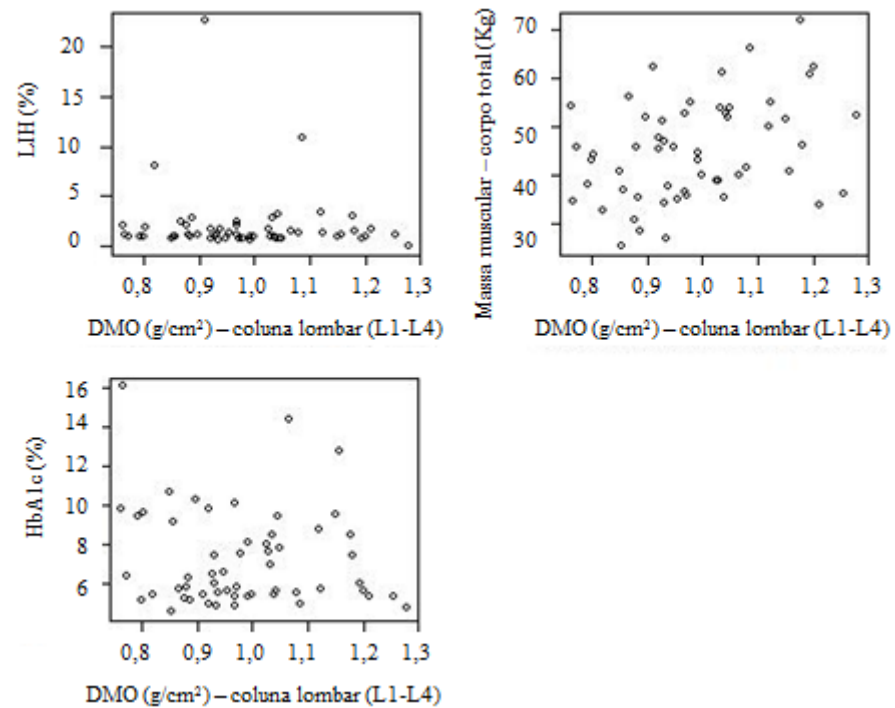 LIH (%)
20
15
10
5
0
0,8 0,9 1,0 1,1 1,2 1,3
DMO (g/cm²) – coluna lombar (L1-L4)
Massa muscular – corpo total (Kg)
70
60
50
40
30
0,8 0,9 1,0 1,1 1,2 1,3
DMO (g/cm²) – coluna lombar (L1-L4)
HbA1c (%)
16
14
12
10
8
6
0,8 0,9 1,0 1,1 1,2 1,3
DMO (g/cm²) – coluna lombar (L1-L4)